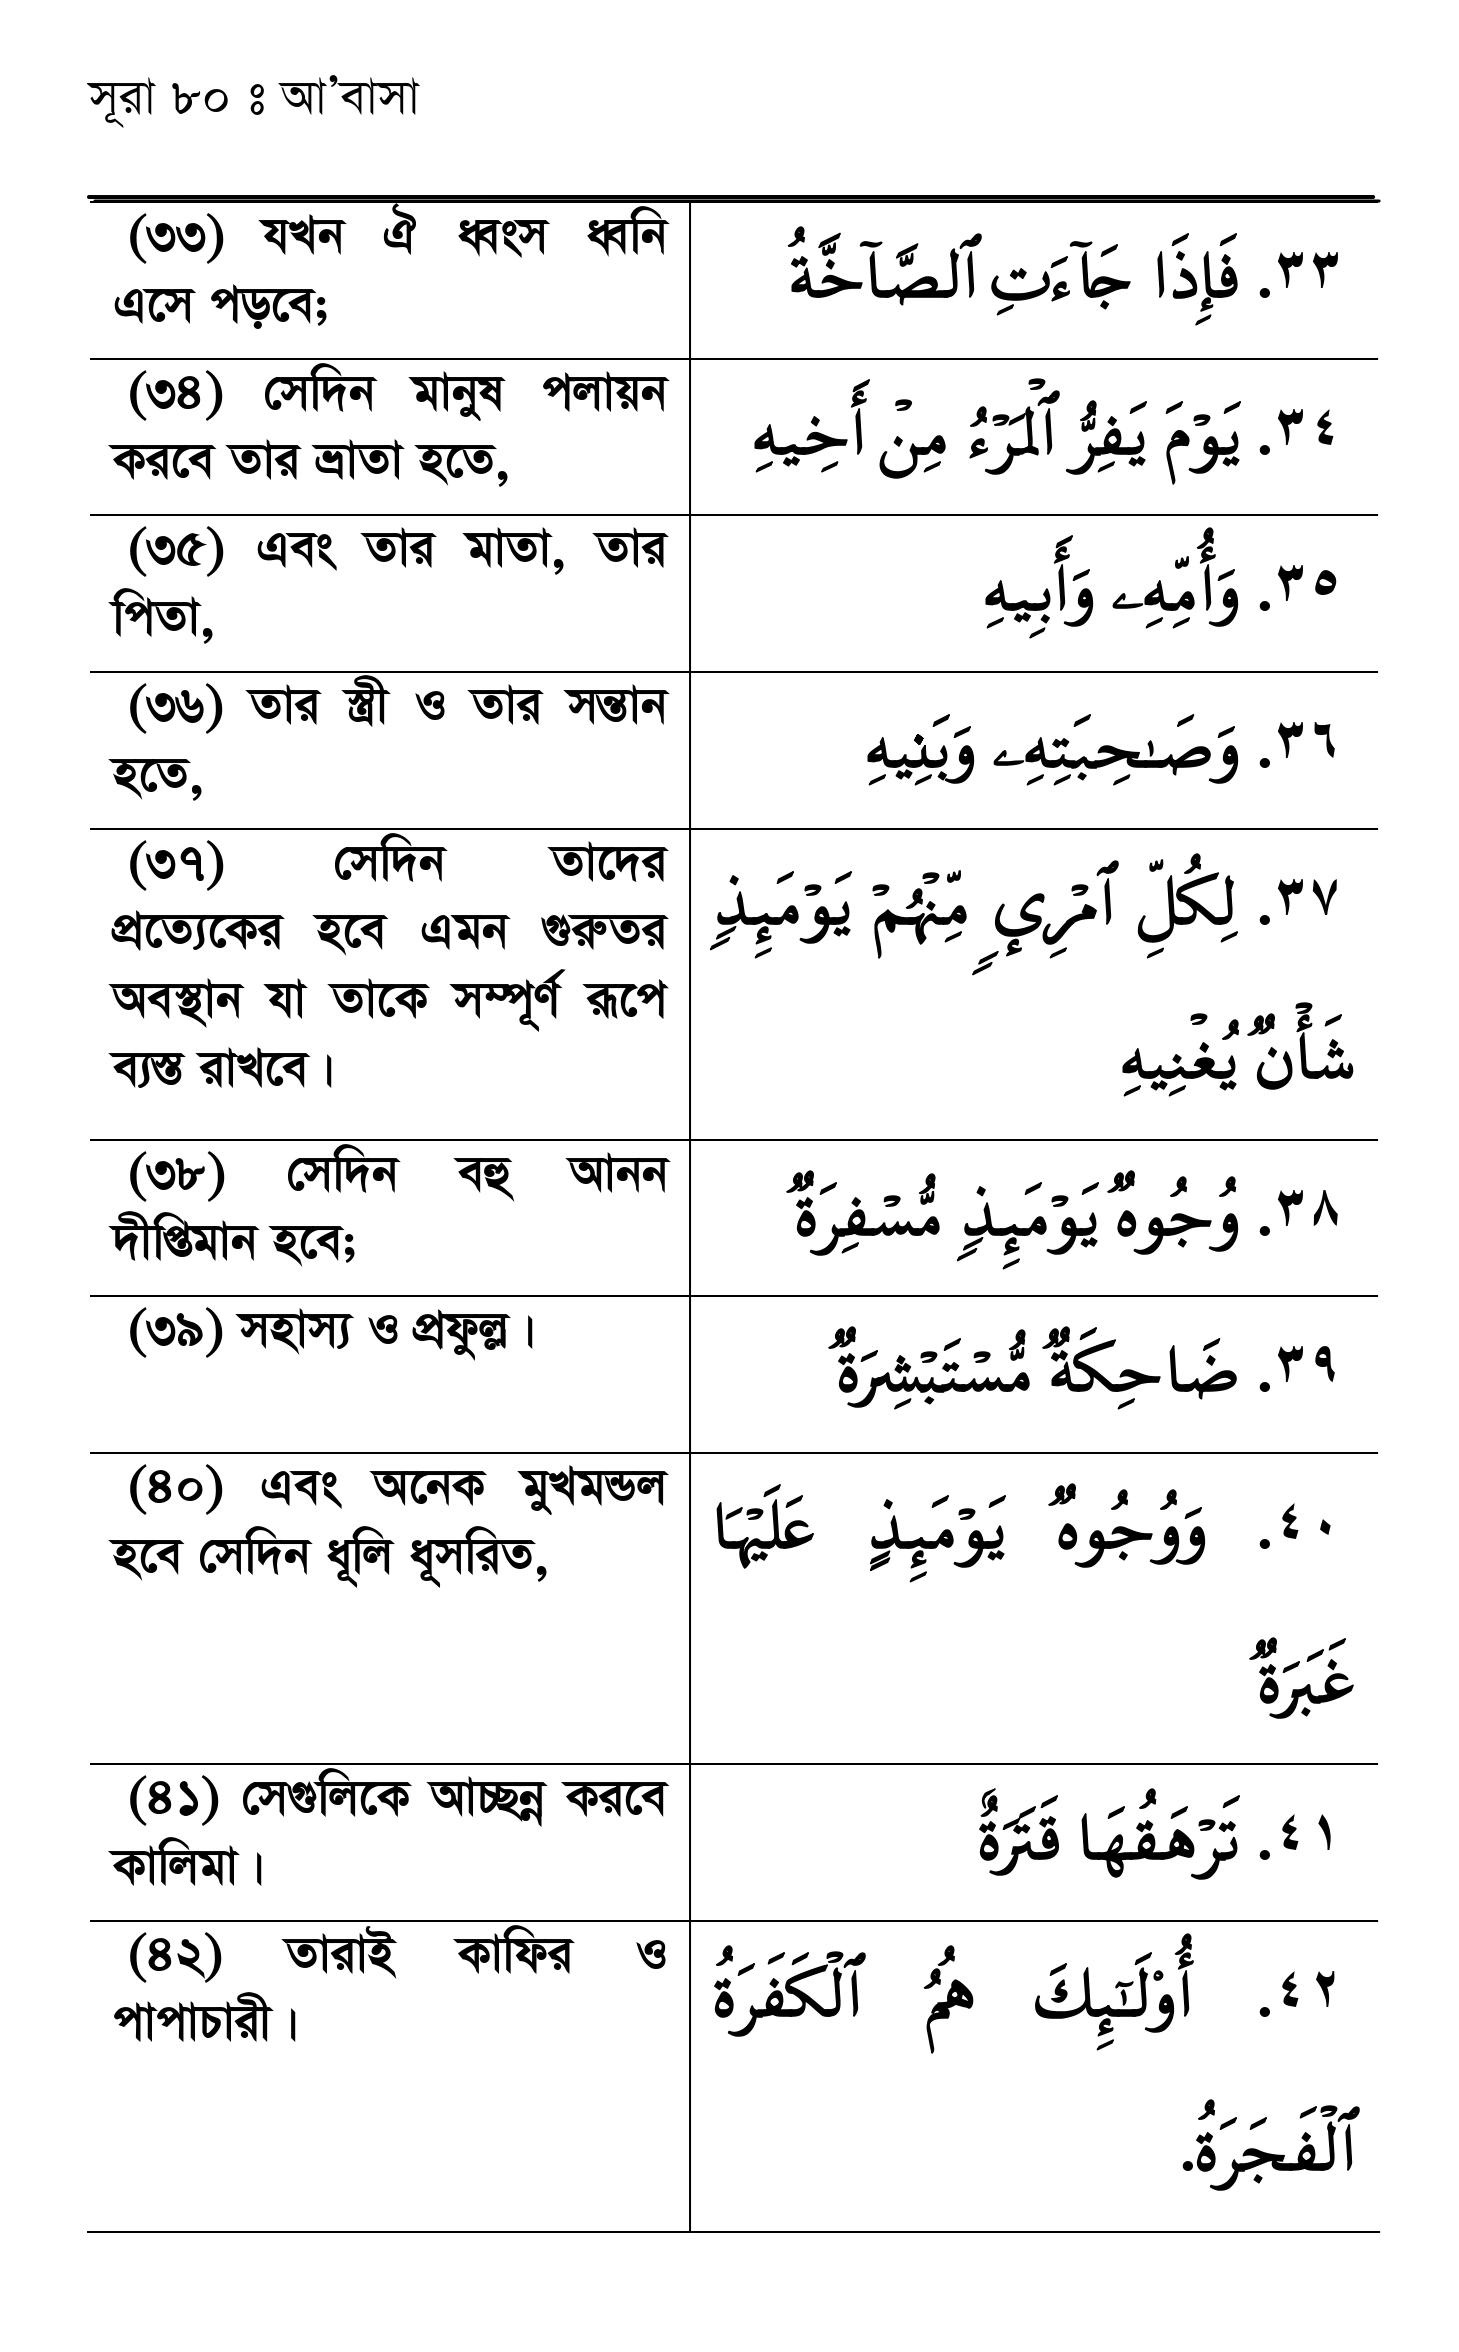 সূরা ৮০ ঃ আ’বাসা
(৩৩) যখন ঐ ধ্বংস ধ্বনি
এসে পড়বে;
٣٣. فَإِذَا جَآءَتِ ٱلصَّآخَّةُ
(৩৪) সেদিন মানুষ পলায়ন
করবে তার ভ্রাতা হতে,
٣٤. يَوۡمَ يَفِرُّ ٱلۡمَرۡءُ مِنۡ أَخِيهِ
(৩৫) এবং তার মাতা, তার
পিতা,
٣٥. وَأُمِّهِۦ وَأَبِيهِ
(৩৬) তার স্ত্রী ও তার সন্তান
হতে,
٣٦. وَصَـٰحِبَتِهِۦ وَبَنِيهِ
(৩৭) সেদিন তাদের
প্রত্যেকের হবে এমন গুরুতর
অবস্থান যা তাকে সম্পূর্ণ রূপে
ব্যস্ত রাখবে।
٣٧. لِكُلِّ ٱمۡرِىٍٕ مِّنۡہُمۡ يَوۡمَٮِٕذٍ
شَأۡنٌ يُغۡنِيهِ
(৩৮) সেদিন বহু আনন
দীপ্তিমান হবে;
٣٨. وُجُوهٌ يَوۡمَٮِٕذٍ مُّسۡفِرَةٌ
(৩৯) সহাস্য ও প্রফুল্ল।
٣٩. ضَاحِكَةٌ مُّسۡتَبۡشِرَةٌ
(৪০) এবং অনেক মুখমন্ডল
হবে সেদিন ধূলি ধূসরিত,
٤٠. وَوُجُوهٌ يَوۡمَٮِٕذٍ عَلَيۡہَا
غَبَرَةٌ
(৪১) সেগুলিকে আচ্ছন্ন করবে
কালিমা।
٤١. تَرۡهَقُهَا قَتَرَةٌ
(৪২) তারাই কাফির ও
পাপাচারী।
٤٢. أُوْلَـٰٓٮِٕكَ هُمُ ٱلۡكَفَرَةُ
ٱلۡفَجَرَةُ.